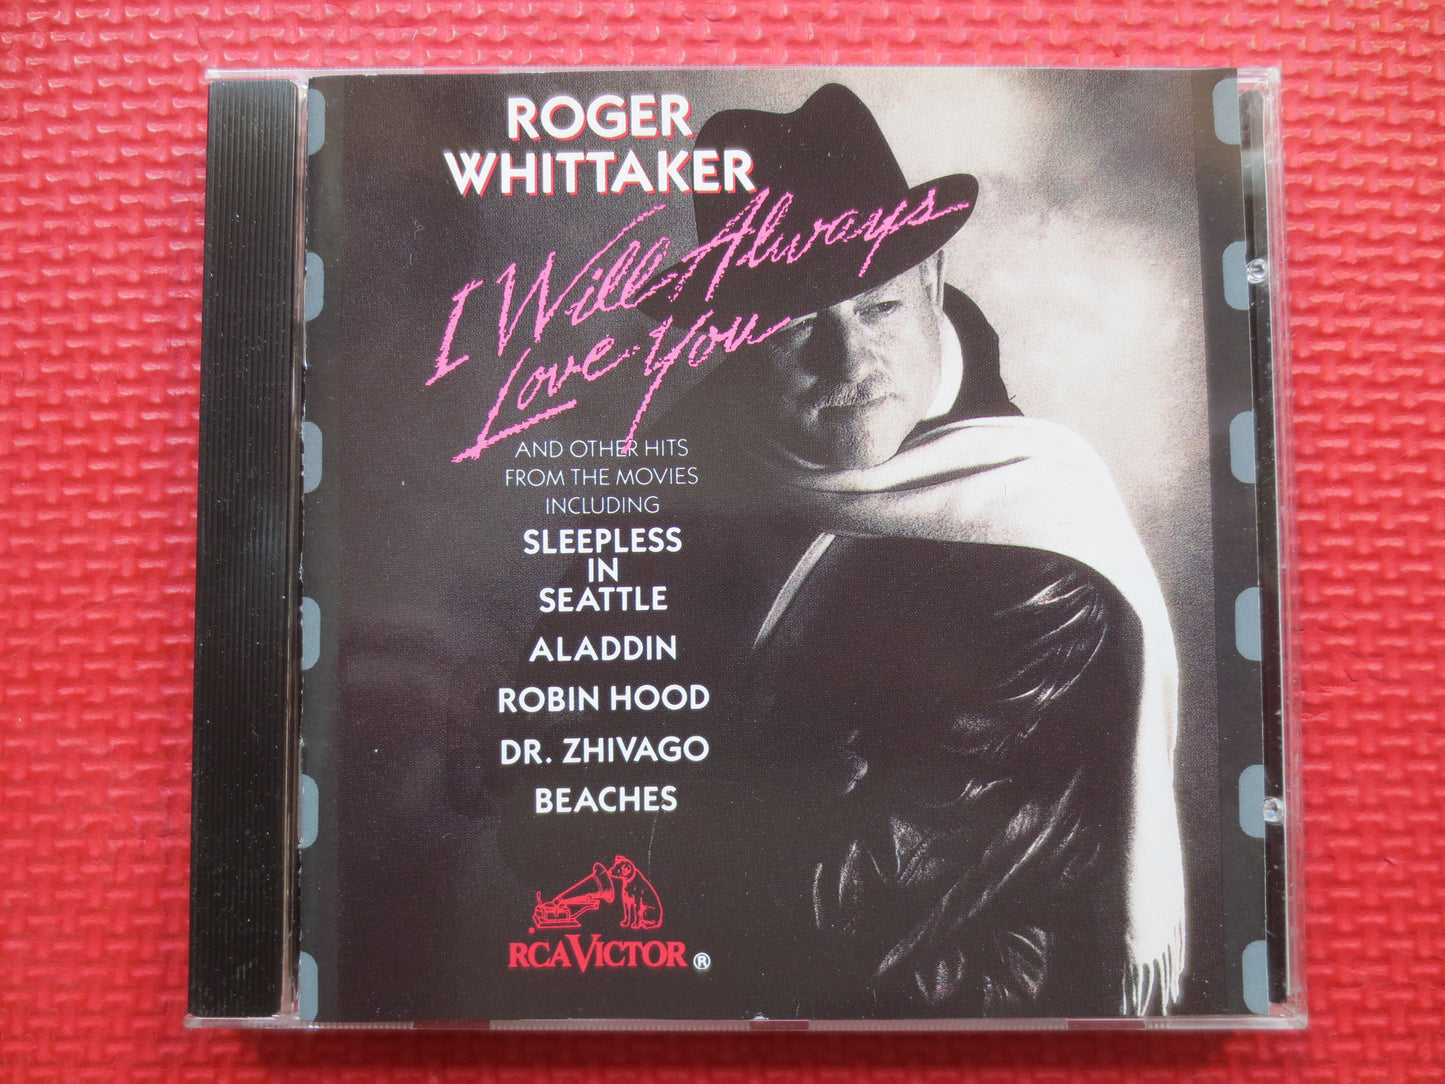 ROGER
WHITTAKER
I Will Always
Love You
AND OTHER HITS
FROM THE MOVIES
INCLUDING
SLEEPLESS
IN
SEATTLE
ALADDIN
ROBIN HOOD
DR. ZHIVAGO
BEACHES
RCA VICTOR ®